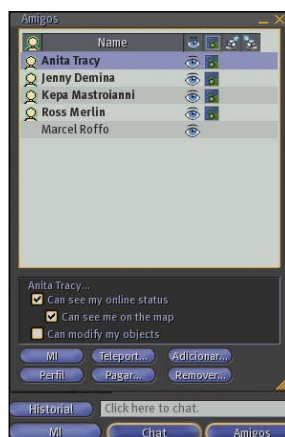 Amigos
Name
Anita Tracy
Jenny Demina
Kepa Mastroianni
Ross Merlin
Marcel Roffo
Anita Tracy...
Can see my online status
Can see me on the map
Can modify my objects
MI Teleport... Adicionar...
Perfil Pagar... Remover...
Historial Click here to chat.
MI Chat Amigos